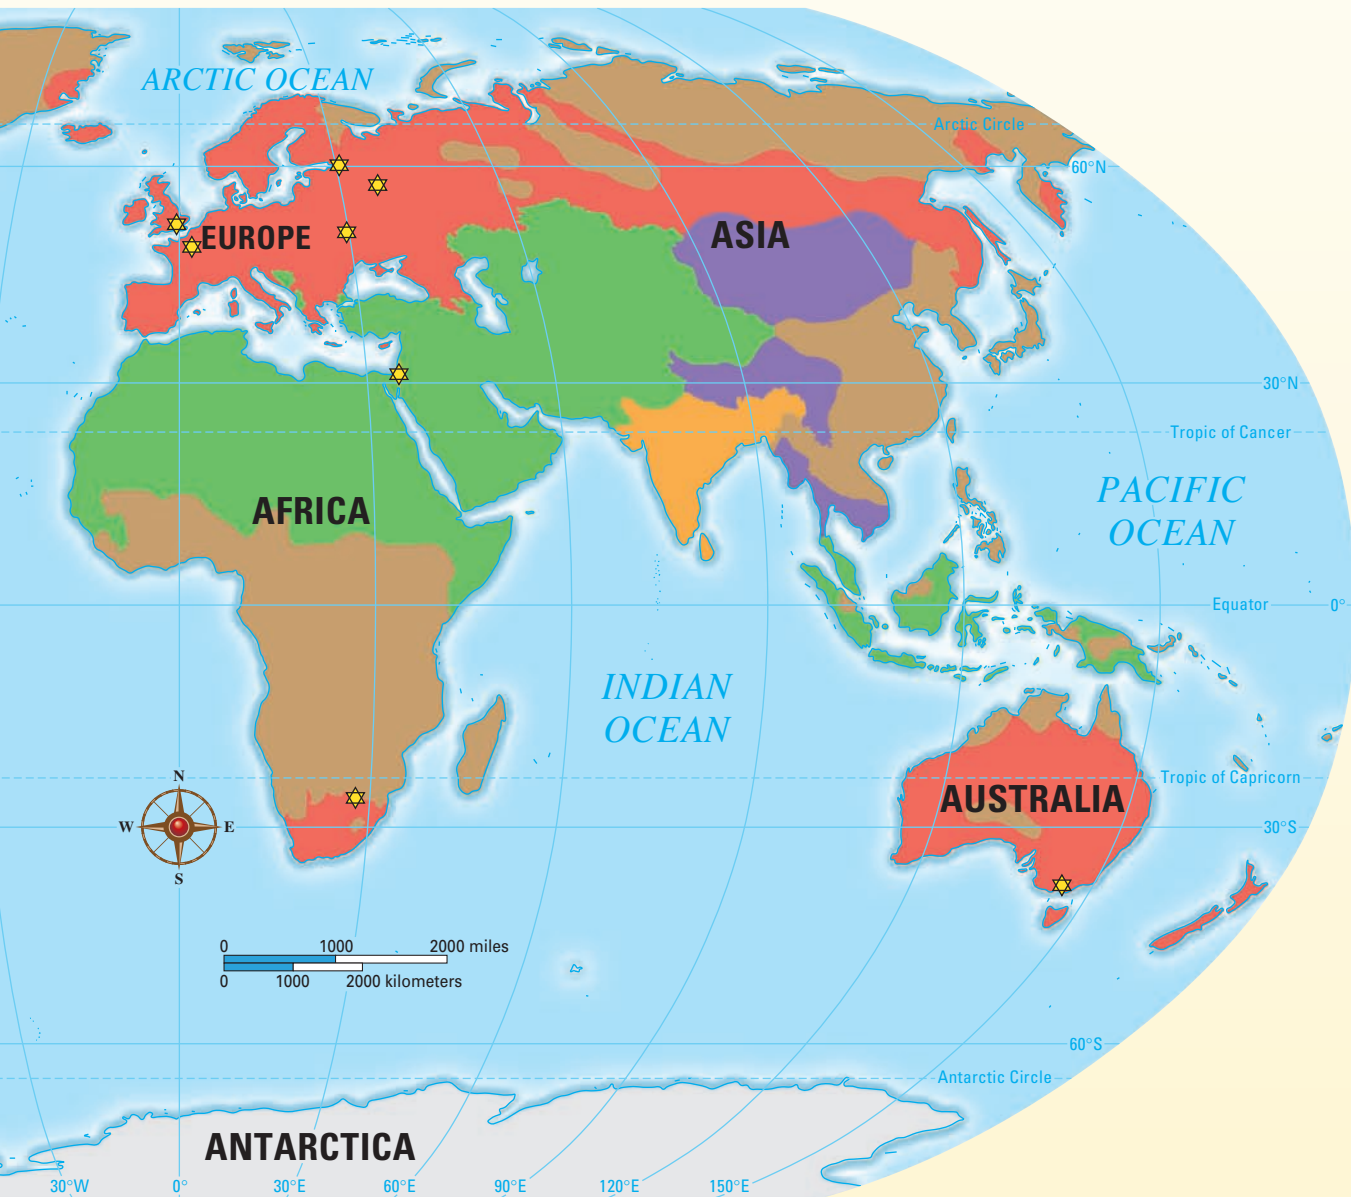 ARCTIC OCEAN
Arctic Circle
60°N
EUROPE
ASIA
30°N
Tropic of Cancer
AFRICA
PACIFIC
OCEAN
Equator
0°
INDIAN
OCEAN
Tropic of Capricorn
AUSTRALIA
30°S
N
W
E
S
0
1000
2000 miles
0
1000
2000 kilometers
60°S
Antarctic Circle
ANTARCTICA
30°W
0°
30°E
60°E
90°E
120°E
150°E